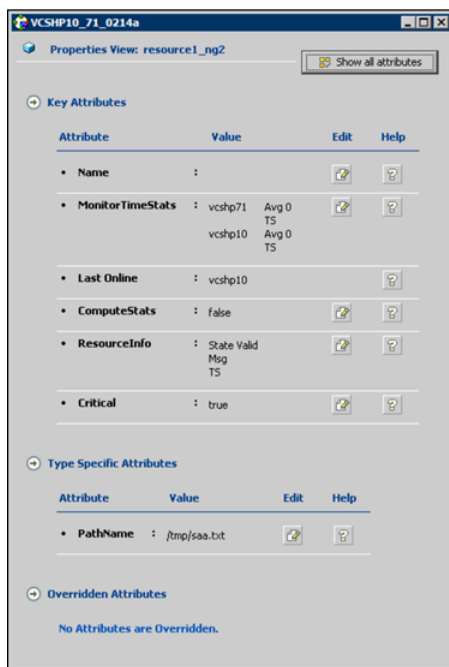 VCSHP10_71_0214a
Properties View: resource1_ng2
Show all attributes
Key Attributes
Attribute Value Edit Help
• Name :
• MonitorTimeStats : vcshp71 Avg 0
TS
vcshp10 Avg 0
TS
• Last Online : vcshp10
• ComputeStats : false
• ResourceInfo : State Valid
Msg
TS
• Critical : true
Type Specific Attributes
Attribute Value Edit Help
• PathName : /tmp/saa.txt
Overridden Attributes
No Attributes are Overridden.